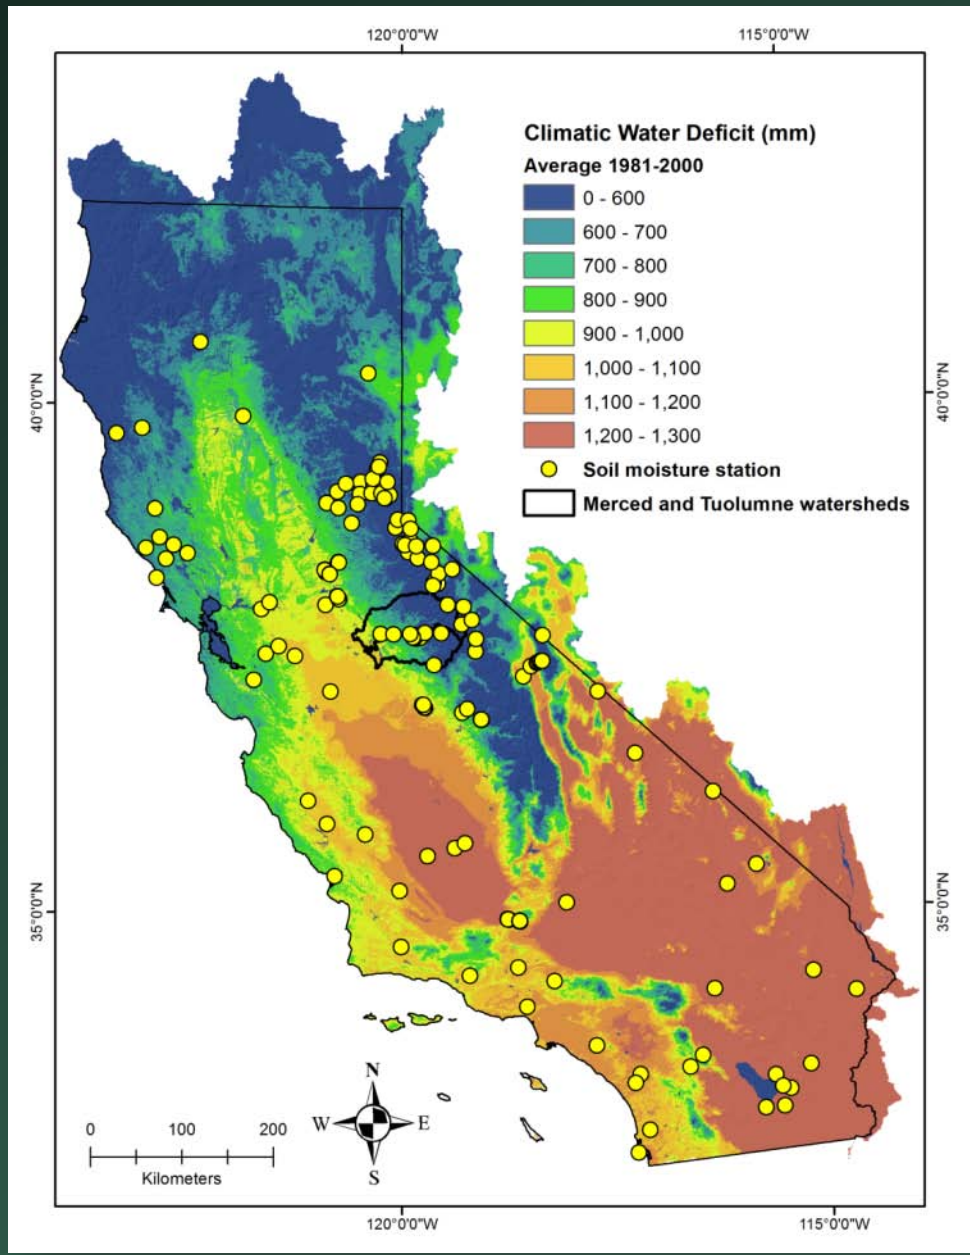 120°0'0"W
115°0'0"W
Climatic Water Deficit (mm)
Average 1981-2000
0 - 600
600 - 700
700 - 800
800 - 900
900 - 1,000
1,000 - 1,100
1,100 - 1,200
1,200 - 1,300
Soil moisture station
Merced and Tuolumne watersheds
40°0'0"N
40°0'0"N
35°0'0"N
35°0'0"N
N
W
E
S
0
100
200
Kilometers
120°0'0"W
115°0'0"W